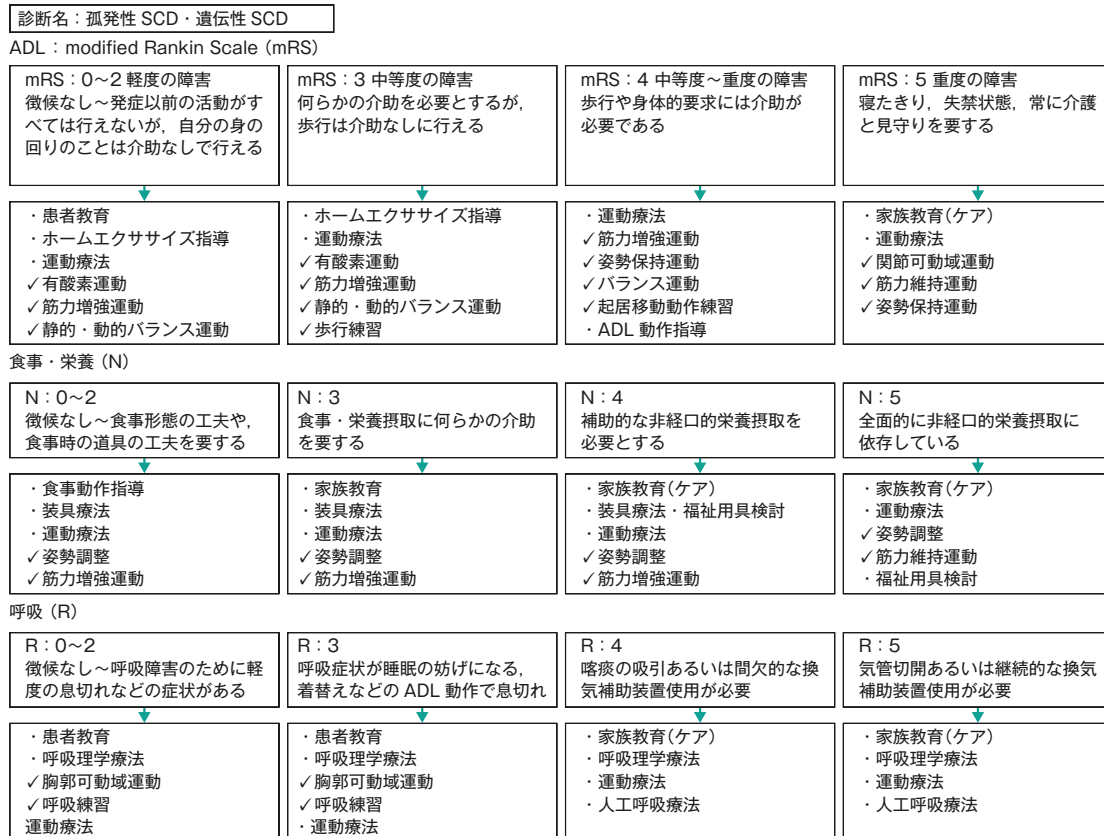 診断名：孤発性 SCD・遺伝性 SCD
ADL：modified Rankin Scale（mRS）
mRS：0～2 軽度の障害
徴候なし～発症以前の活動がす
べては行えないが，自分の身の
回りのことは介助なしで行える
mRS：3 中等度の障害
何らかの介助を必要とするが，
歩行は介助なしに行える
mRS：4 中等度～重度の障害
歩行や身体的要求には介助が
必要である
mRS：5 重度の障害
寝たきり，失禁状態，常に介護
と見守りを要する
・患者教育
・ホームエクササイズ指導
・運動療法
✓有酸素運動
✓筋力増強運動
✓静的・動的バランス運動
・ホームエクササイズ指導
・運動療法
✓有酸素運動
✓筋力増強運動
✓静的・動的バランス運動
✓歩行練習
・運動療法
✓筋力増強運動
✓姿勢保持運動
✓バランス運動
✓起居移動動作練習
・ADL 動作指導
・家族教育（ケア）
・運動療法
✓関節可動域運動
✓筋力維持運動
✓姿勢保持運動
食事・栄養（N）
N：0～2
徴候なし～食事形態の工夫や，
食事時の道具の工夫を要する
N：3
食事・栄養摂取に何らかの介助
を要する
N：4
補助的な非経口的栄養摂取を
必要とする
N：5
全面的に非経口的栄養摂取に
依存している
・食事動作指導
・装具療法
・運動療法
✓姿勢調整
✓筋力増強運動
・家族教育
・装具療法
・運動療法
✓姿勢調整
✓筋力増強運動
・家族教育（ケア）
・装具療法・福祉用具検討
・運動療法
✓姿勢調整
✓筋力増強運動
・家族教育（ケア）
・運動療法
✓姿勢調整
✓筋力維持運動
・福祉用具検討
呼吸（R）
R：0～2
徴候なし～呼吸障害のために軽
度の息切れなどの症状がある
R：3
呼吸症状が睡眠の妨げになる，
着替えなどの ADL 動作で息切れ
R：4
喀痰の吸引あるいは間欠的な換
気補助装置使用が必要
R：5
気管切開あるいは継続的な換気
補助装置使用が必要
・患者教育
・呼吸理学療法
✓胸郭可動域運動
✓呼吸練習
運動療法
・患者教育
・呼吸理学療法
✓胸郭可動域運動
✓呼吸練習
・運動療法
・家族教育（ケア）
・呼吸理学療法
・運動療法
・人工呼吸療法
・家族教育（ケア）
・呼吸理学療法
・運動療法
・人工呼吸療法